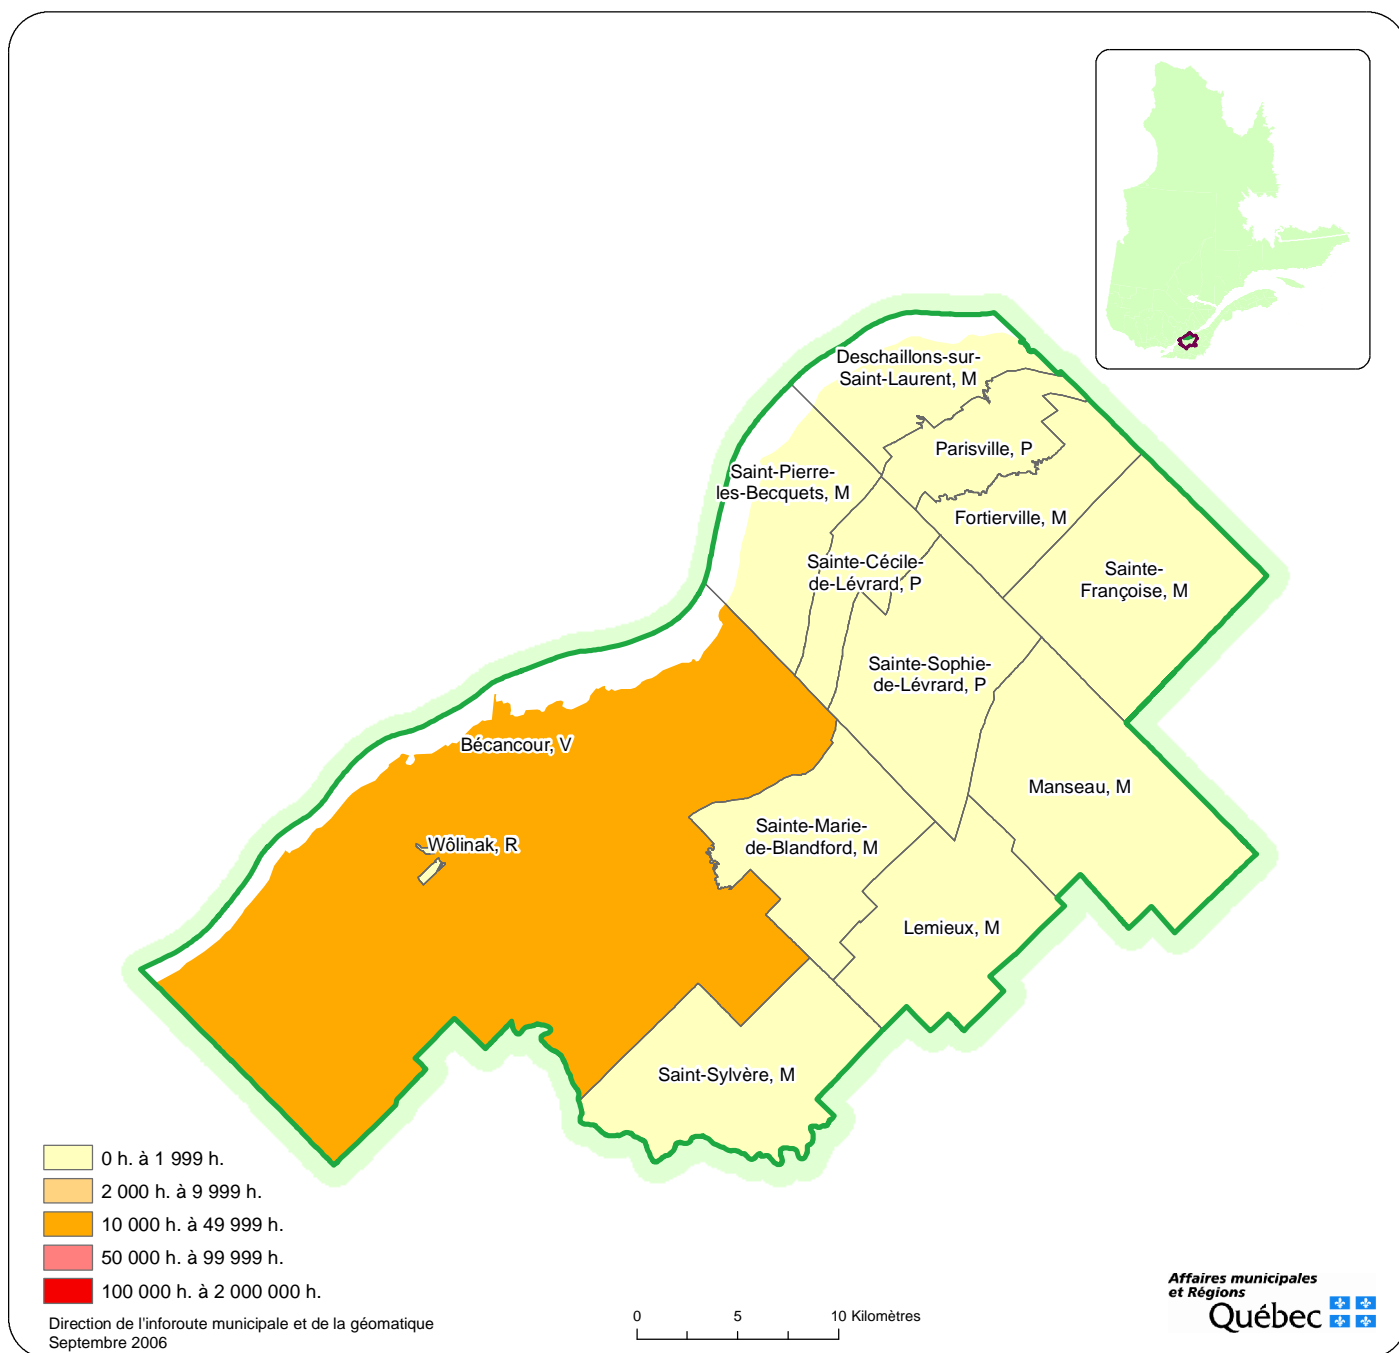 Deschaillons-sur-
Saint-Laurent, M
Parisville, P
Saint-Pierre-
les-Becquets, M
Fortierville, M
Sainte-Cécile-
de-Lévrard, P
Sainte-
Françoise, M
Sainte-Sophie-
de-Lévrard, P
Bécancour, V
Manseau, M
Sainte-Marie-
de-Blandford, M
Wôlinak, R
Lemieux, M
Saint-Sylvère, M
0 h. à 1 999 h.
2 000 h. à 9 999 h.
10 000 h. à 49 999 h.
50 000 h. à 99 999 h.
100 000 h. à 2 000 000 h.
Direction de l'inforoute municipale et de la géomatique
Septembre 2006
0 5 10 Kilomètres
Affaires municipales
et Régions
Québec